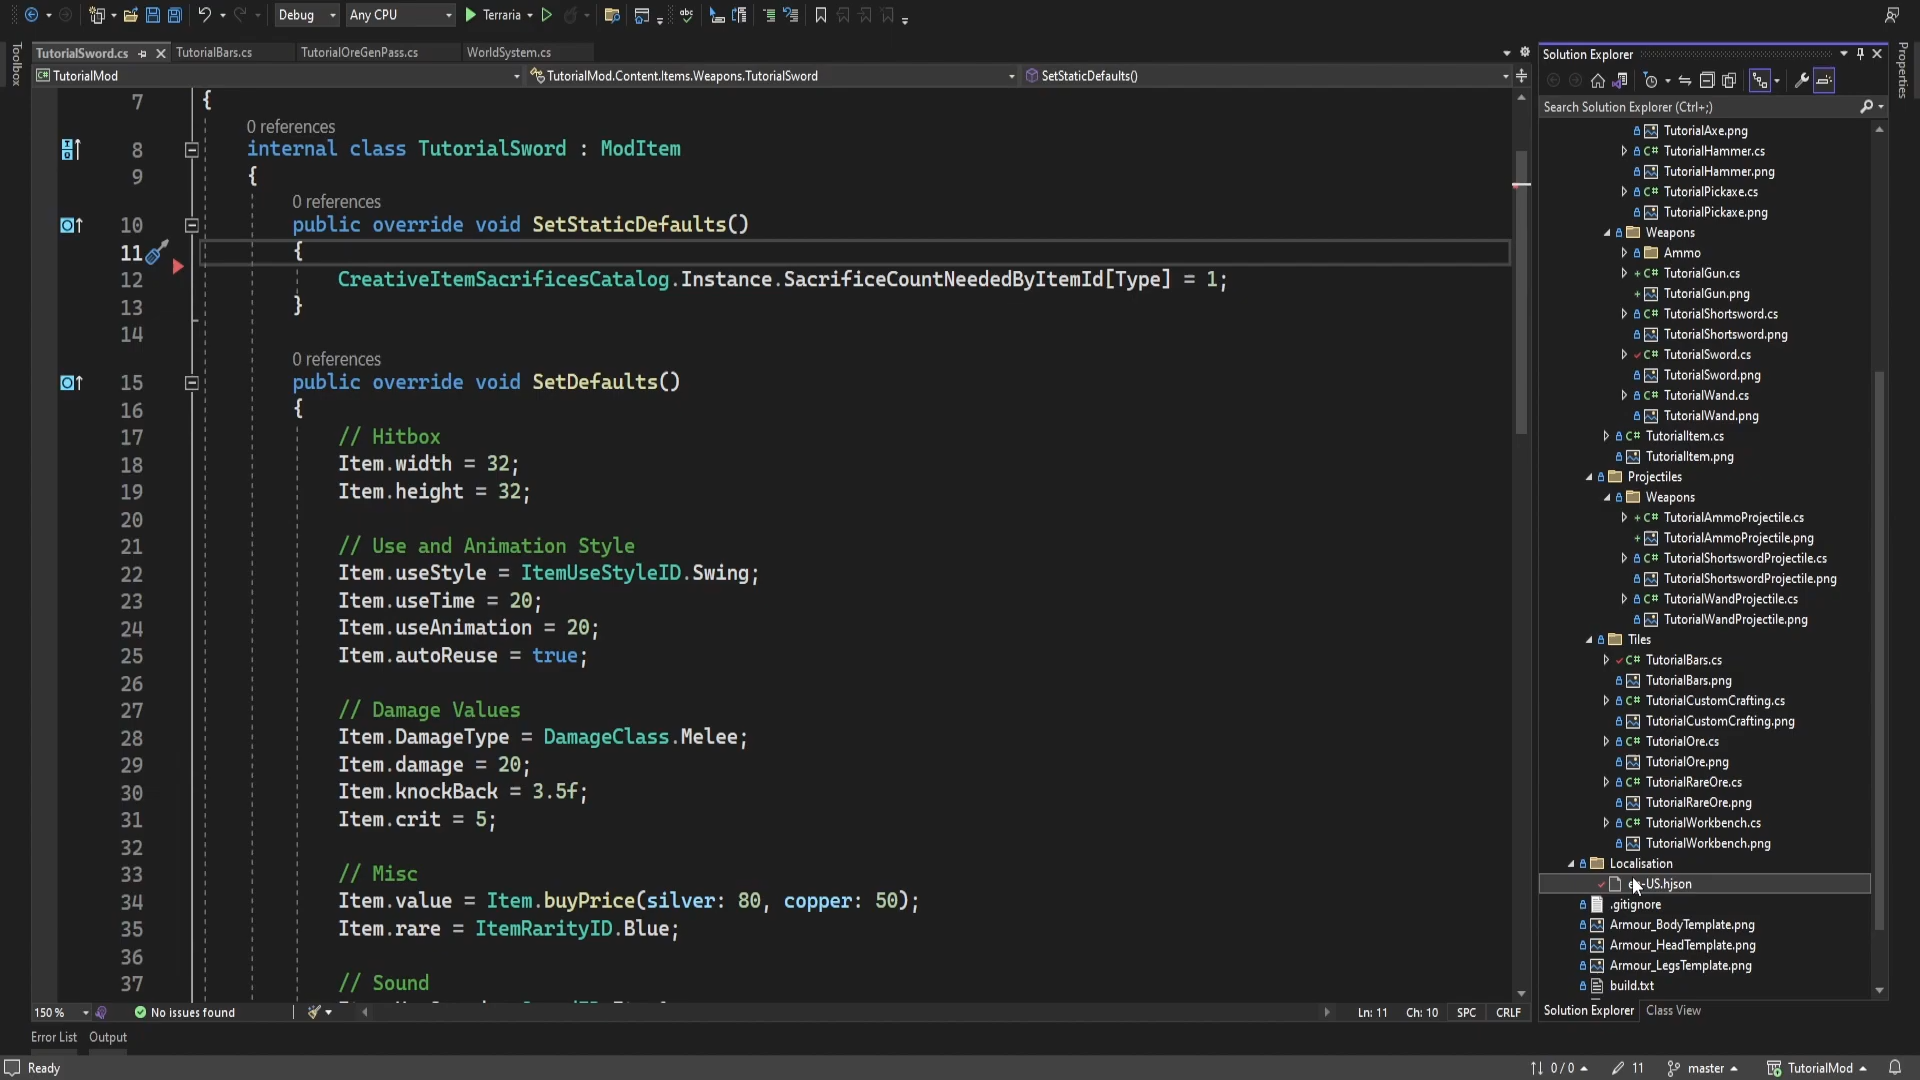 Debug
Any CPU
Terraria
Toolbox
TutorialSword.cs
TutorialBars.cs
TutorialOreGenPass.cs
WorldSystem.cs
TutorialMod
TutorialMod.Content.Items.Weapons.TutorialSword
SetStaticDefaults()
7 {
0 references
8 internal class TutorialSword : ModItem
9 {
0 references
10 public override void SetStaticDefaults()
11 {
12 CreativeItemSacrificesCatalog.Instance.SacrificeCountNeededByItemId[Type] = 1;
13 }
14
0 references
15 public override void SetDefaults()
16 {
17 // Hitbox
18 Item.width = 32;
19 Item.height = 32;
20
21 // Use and Animation Style
22 Item.useStyle = ItemUseStyleID.Swing;
23 Item.useTime = 20;
24 Item.useAnimation = 20;
25 Item.autoReuse = true;
26
27 // Damage Values
28 Item.DamageType = DamageClass.Melee;
29 Item.damage = 20;
30 Item.knockBack = 3.5f;
31 Item.crit = 5;
32
33 // Misc
34 Item.value = Item.buyPrice(silver: 80, copper: 50);
35 Item.rare = ItemRarityID.Blue;
36
37 // Sound
150 %
No issues found
Ln: 11 Ch: 10 SPC CRLF
Error List Output
Ready
0 / 0
11
master
TutorialMod
Solution Explorer
Properties
Search Solution Explorer (Ctrl+;)
TutorialAxe.png
C# TutorialHammer.cs
TutorialHammer.png
C# TutorialPickaxe.cs
TutorialPickaxe.png
Weapons
Ammo
C# TutorialGun.cs
TutorialGun.png
C# TutorialShortsword.cs
TutorialShortsword.png
C# TutorialSword.cs
TutorialSword.png
C# TutorialWand.cs
TutorialWand.png
C# TutorialItem.cs
TutorialItem.png
Projectiles
Weapons
C# TutorialAmmoProjectile.cs
TutorialAmmoProjectile.png
C# TutorialShortswordProjectile.cs
TutorialShortswordProjectile.png
C# TutorialWandProjectile.cs
TutorialWandProjectile.png
Tiles
C# TutorialBars.cs
TutorialBars.png
C# TutorialCustomCrafting.cs
TutorialCustomCrafting.png
C# TutorialOre.cs
TutorialOre.png
C# TutorialRareOre.cs
TutorialRareOre.png
C# TutorialWorkbench.cs
TutorialWorkbench.png
Localisation
-US.hjson
.gitignore
Armour_BodyTemplate.png
Armour_HeadTemplate.png
Armour_LegsTemplate.png
build.txt
Solution Explorer Class View